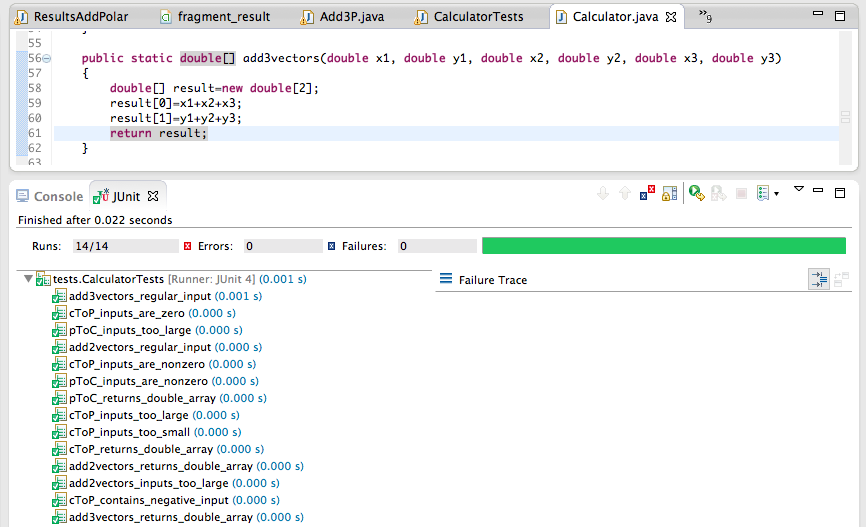 ResultsAddPolar fragment_result Add3P.java CalculatorTests Calculator.java »9
55
56 public static double[] add3vectors(double x1, double y1, double x2, double y2, double x3, double y3)
57 {
58 double[] result=new double[2];
59 result[0]=x1+x2+x3;
60 result[1]=y1+y2+y3;
61 return result;
62 }
63
Console JUnit
Finished after 0.022 seconds
Runs: 14/14 Errors: 0 Failures: 0
tests.CalculatorTests [Runner: JUnit 4] (0.001 s)
Failure Trace
add3vectors_regular_input (0.001 s)
cToP_inputs_are_zero (0.000 s)
pToC_inputs_too_large (0.000 s)
add2vectors_regular_input (0.000 s)
cToP_inputs_are_nonzero (0.000 s)
pToC_inputs_are_nonzero (0.000 s)
pToC_returns_double_array (0.000 s)
cToP_inputs_too_large (0.000 s)
cToP_inputs_too_small (0.000 s)
cToP_returns_double_array (0.000 s)
add2vectors_returns_double_array (0.000 s)
add2vectors_inputs_too_large (0.000 s)
cToP_contains_negative_input (0.000 s)
add3vectors_returns_double_array (0.000 s)